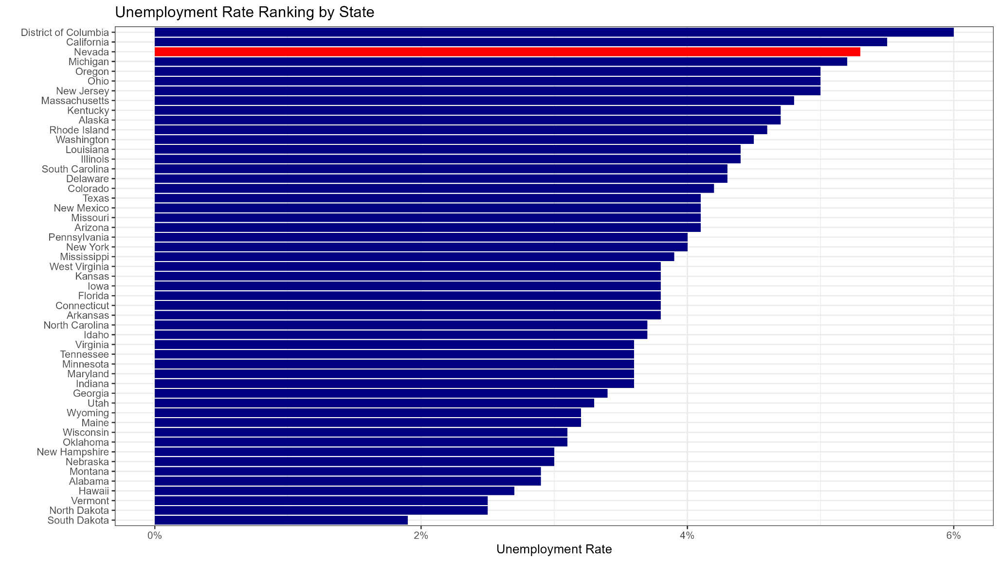 Unemployment Rate Ranking by State
District of Columbia
California
Nevada
Michigan
Oregon
Ohio
New Jersey
Massachusetts
Kentucky
Alaska
Rhode Island
Washington
Louisiana
Illinois
South Carolina
Delaware
Colorado
Texas
New Mexico
Missouri
Arizona
Pennsylvania
New York
Mississippi
West Virginia
Kansas
Iowa
Florida
Connecticut
Arkansas
North Carolina
Idaho
Virginia
Tennessee
Minnesota
Maryland
Indiana
Georgia
Utah
Wyoming
Maine
Wisconsin
Oklahoma
New Hampshire
Nebraska
Montana
Alabama
Hawaii
Vermont
North Dakota
South Dakota
0% 2% 4% 6%
Unemployment Rate